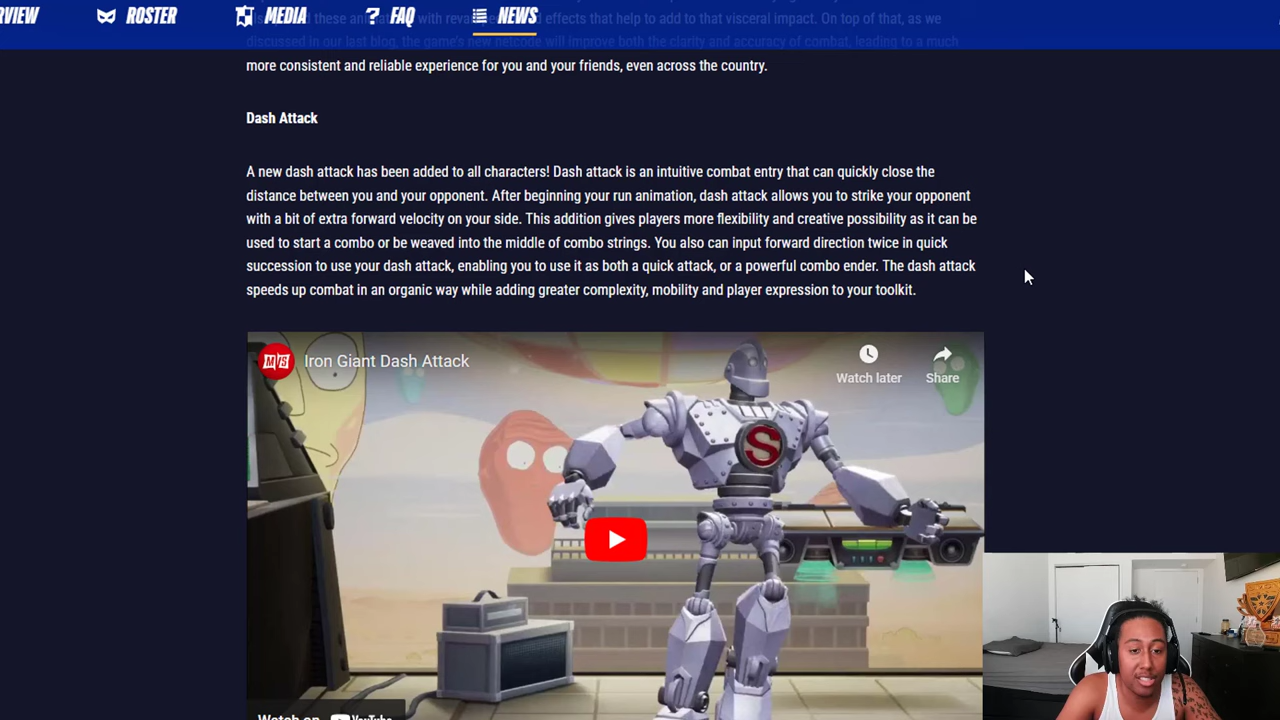 RVIEW ROSTER MEDIA FAQ NEWS
discussed in our last blog, the game's new netcode will improve both the clarity and accuracy of combat, leading to a much
more consistent and reliable experience for you and your friends, even across the country.
Dash Attack
A new dash attack has been added to all characters! Dash attack is an intuitive combat entry that can quickly close the
distance between you and your opponent. After beginning your run animation, dash attack allows you to strike your opponent
with a bit of extra forward velocity on your side. This addition gives players more flexibility and creative possibility as it can be
used to start a combo or be weaved into the middle of combo strings. You also can input forward direction twice in quick
succession to use your dash attack, enabling you to use it as both a quick attack, or a powerful combo ender. The dash attack
speeds up combat in an organic way while adding greater complexity, mobility and player expression to your toolkit.
MVS Iron Giant Dash Attack
Watch later Share
S
Watch on YouTube